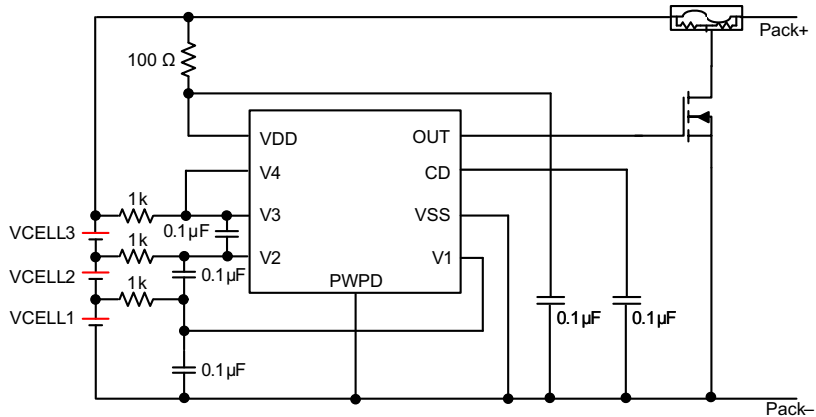 Pack+
100 Ω
VDD
OUT
V4
CD
1k
V3
VSS
0.1µF
VCELL3
1k
V2
V1
0.1µF
VCELL2
1k
PWPD
VCELL1
0.1µF
0.1µF
0.1µF
Pack–